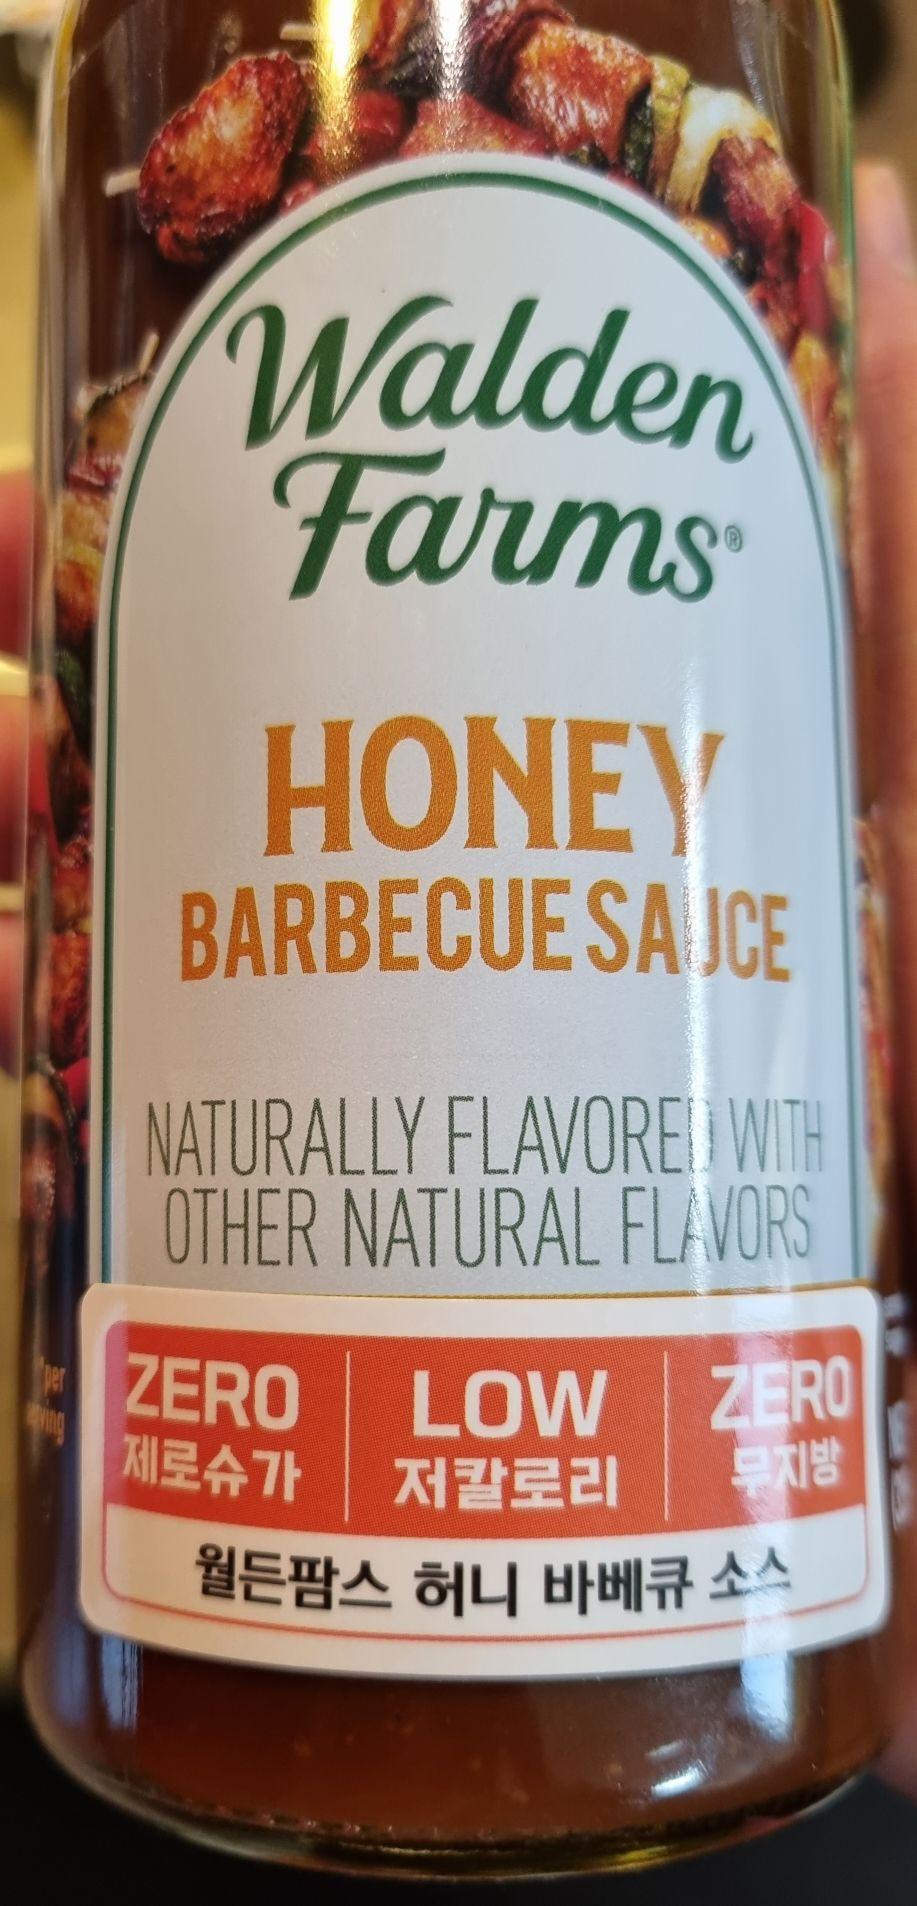 Walden
Farms®
HONEY
BARBECUE SAUCE
NATURALLY FLAVORED WITH
OTHER NATURAL FLAVORS
per
ZERO
제로슈가
LOW
저칼로리
ZERO
무지방
월든팜스 허니 바베큐 소스